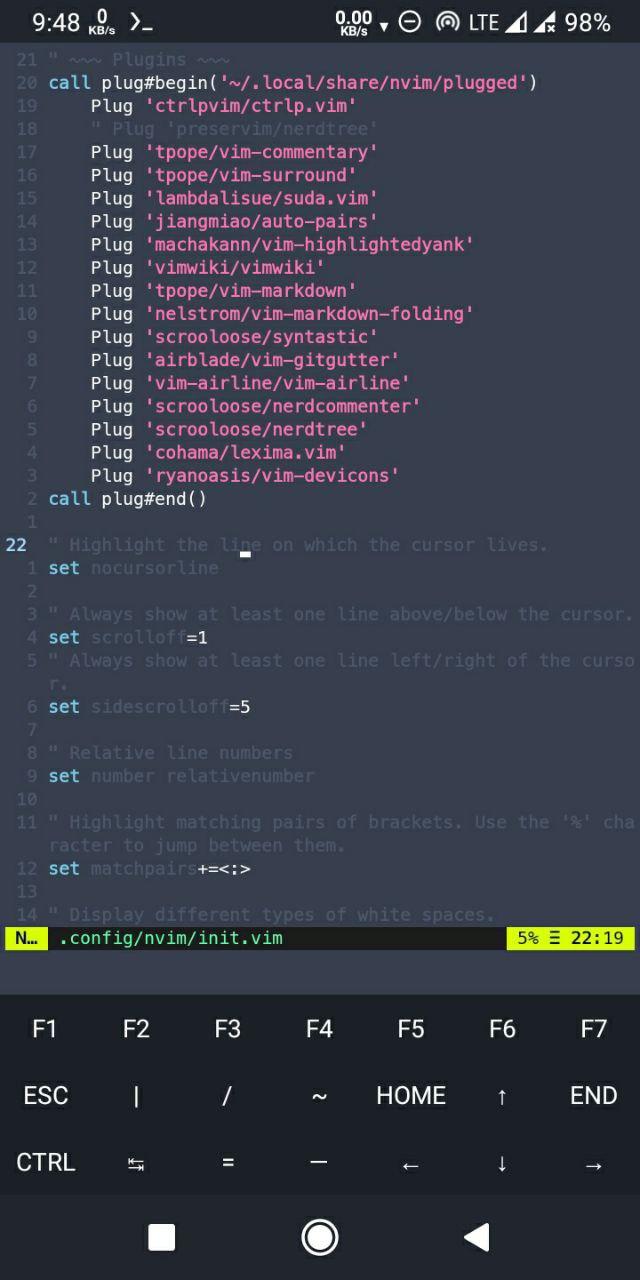 9:48 0 KB/s 0.00 KB/s LTE 98%
21 " ~~~ Plugins ~~~
20 call plug#begin('~/.local/share/nvim/plugged')
19 Plug 'ctrlpvim/ctrlp.vim'
18 " Plug 'preservim/nerdtree'
17 Plug 'tpope/vim-commentary'
16 Plug 'tpope/vim-surround'
15 Plug 'lambdalisue/suda.vim'
14 Plug 'jiangmiao/auto-pairs'
13 Plug 'machakann/vim-highlightedyank'
12 Plug 'vimwiki/vimwiki'
11 Plug 'tpope/vim-markdown'
10 Plug 'nelstrom/vim-markdown-folding'
9 Plug 'scrooloose/syntastic'
8 Plug 'airblade/vim-gitgutter'
7 Plug 'vim-airline/vim-airline'
6 Plug 'scrooloose/nerdcommenter'
5 Plug 'scrooloose/nerdtree'
4 Plug 'cohama/lexima.vim'
3 Plug 'ryanoasis/vim-devicons'
2 call plug#end()
1
22 " Highlight the line on which the cursor lives.
1 set nocursorline
2
3 " Always show at least one line above/below the cursor.
4 set scrolloff=1
5 " Always show at least one line left/right of the curso
r.
6 set sidescrolloff=5
7
8 " Relative line numbers
9 set number relativenumber
10
11 " Highlight matching pairs of brackets. Use the '%' cha
racter to jump between them.
12 set matchpairs+=<:>
13
14 " Display different types of white spaces.
N… .config/nvim/init.vim 5% Ξ 22:19
F1 F2 F3 F4 F5 F6 F7
ESC | / ~ HOME ↑ END
CTRL ↹ = — ← ↓ →